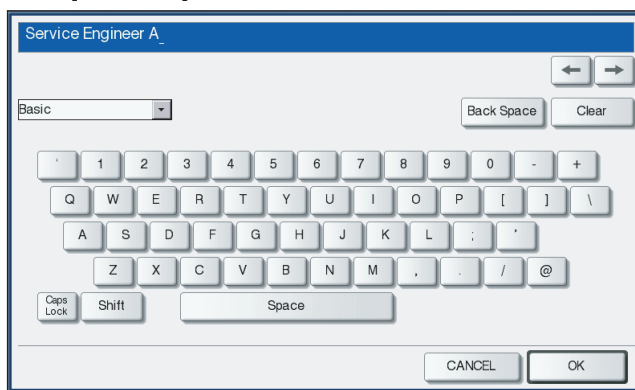 Service Engineer A_
← →
Basic Back Space Clear
' 1 2 3 4 5 6 7 8 9 0 - +
Q W E R T Y U I O P [ ] \
A S D F G H J K L ; '
Z X C V B N M , . / @
Caps Lock Shift Space
CANCEL OK